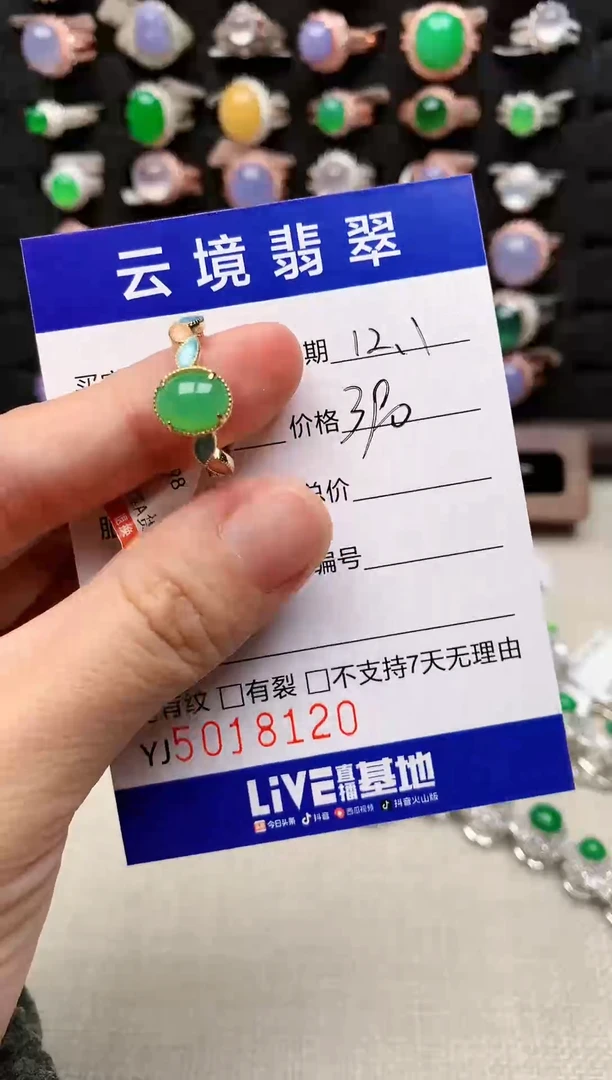 云境翡翠
期 12.1
价格
总价
编号
有纹 □有裂 □不支持7天无理由
YJ5018120
LIVE直播基地
今日头条 抖音 西瓜视频 抖音火山版